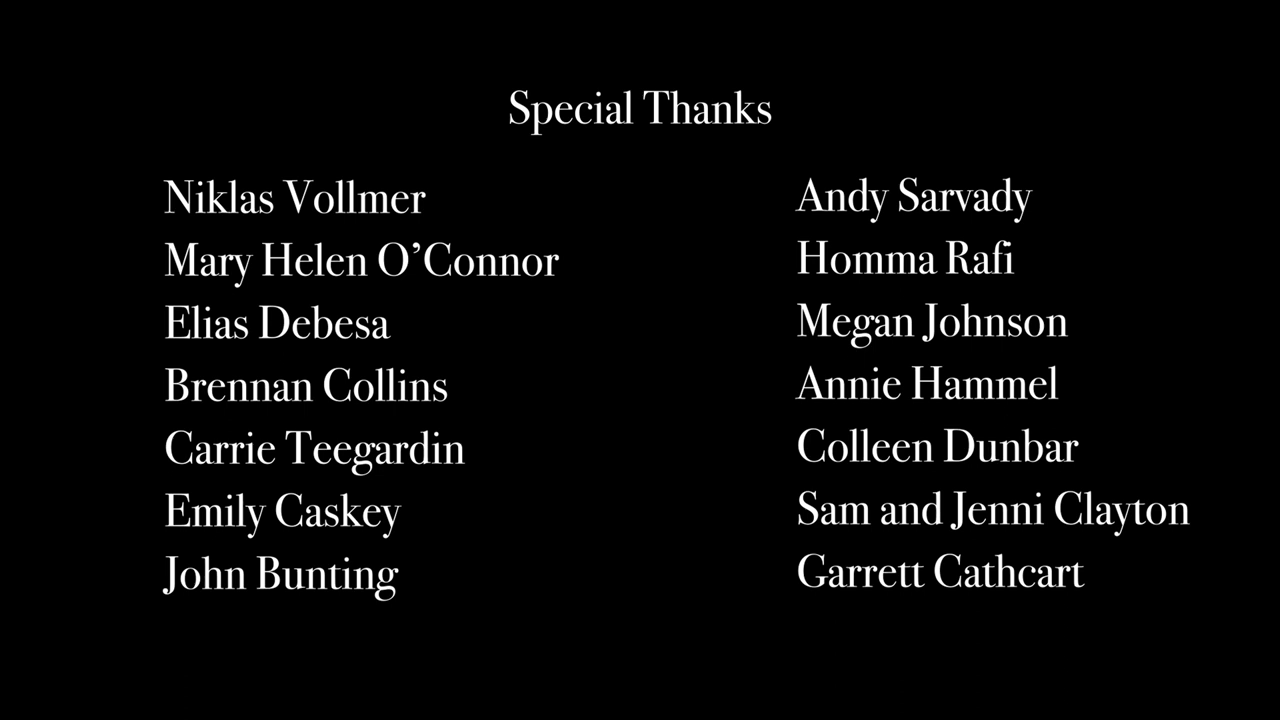 Special Thanks
Niklas Vollmer
Mary Helen O’Connor
Elias Debesa
Brennan Collins
Carrie Teegardin
Emily Caskey
John Bunting
Andy Sarvady
Homma Rafi
Megan Johnson
Annie Hammel
Colleen Dunbar
Sam and Jenni Clayton
Garrett Cathcart